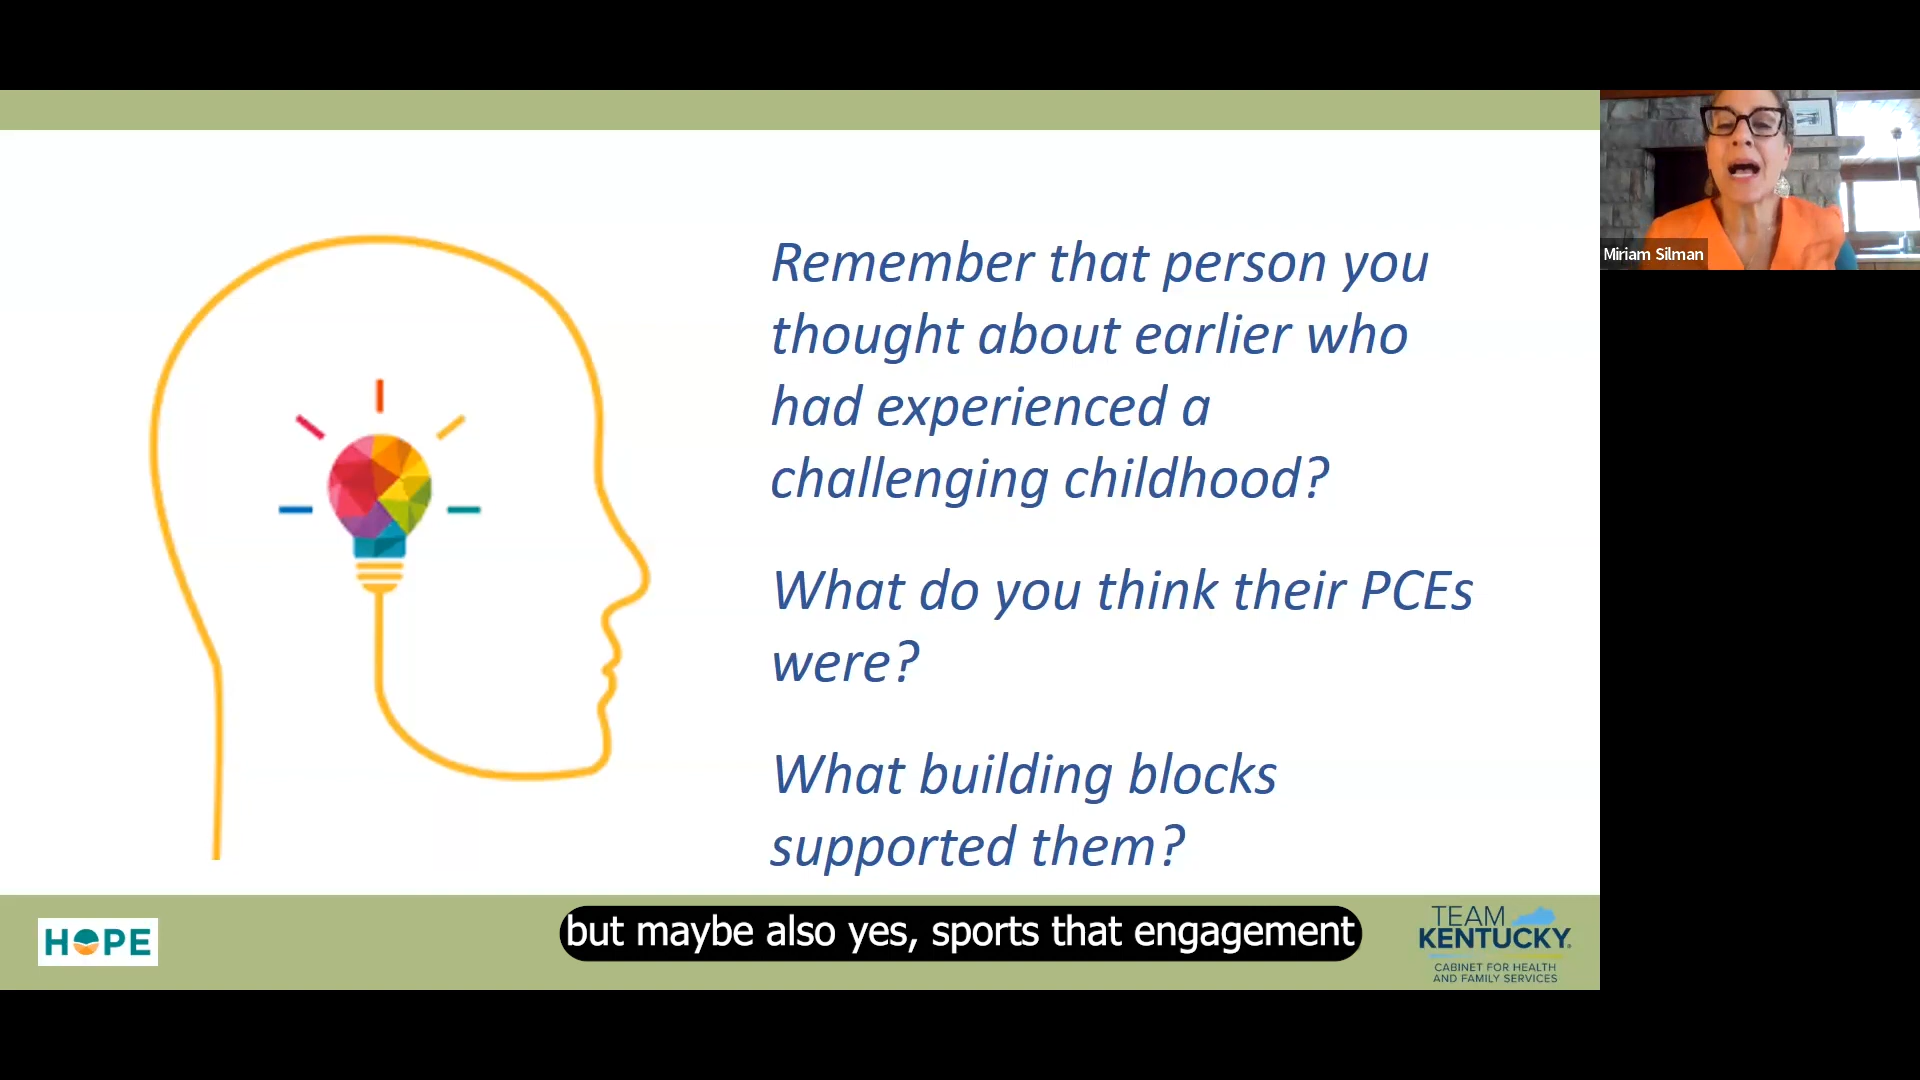 Miriam Silman
Remember that person you
thought about earlier who
had experienced a
challenging childhood?
What do you think their PCEs
were?
What building blocks
supported them?
HOPE
but maybe also yes, sports that engagement
TEAM
KENTUCKY®
CABINET FOR HEALTH
AND FAMILY SERVICES